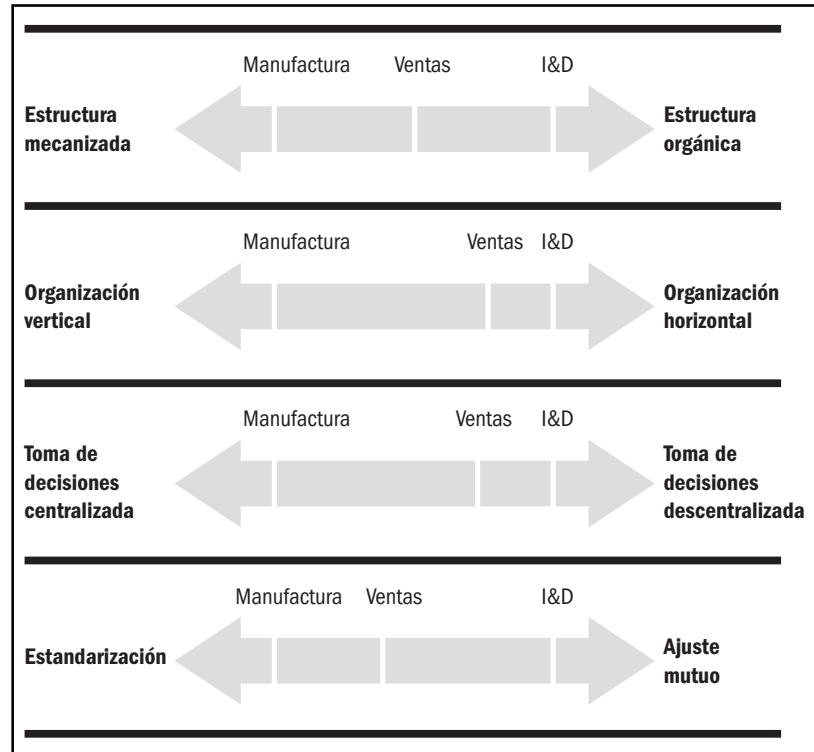 Manufactura Ventas I&D
Estructura
mecanizada
Estructura
orgánica
Manufactura Ventas I&D
Organización
vertical
Organización
horizontal
Manufactura Ventas I&D
Toma de
decisiones
centralizada
Toma de
decisiones
descentralizada
Manufactura Ventas I&D
Estandarización
Ajuste
mutuo